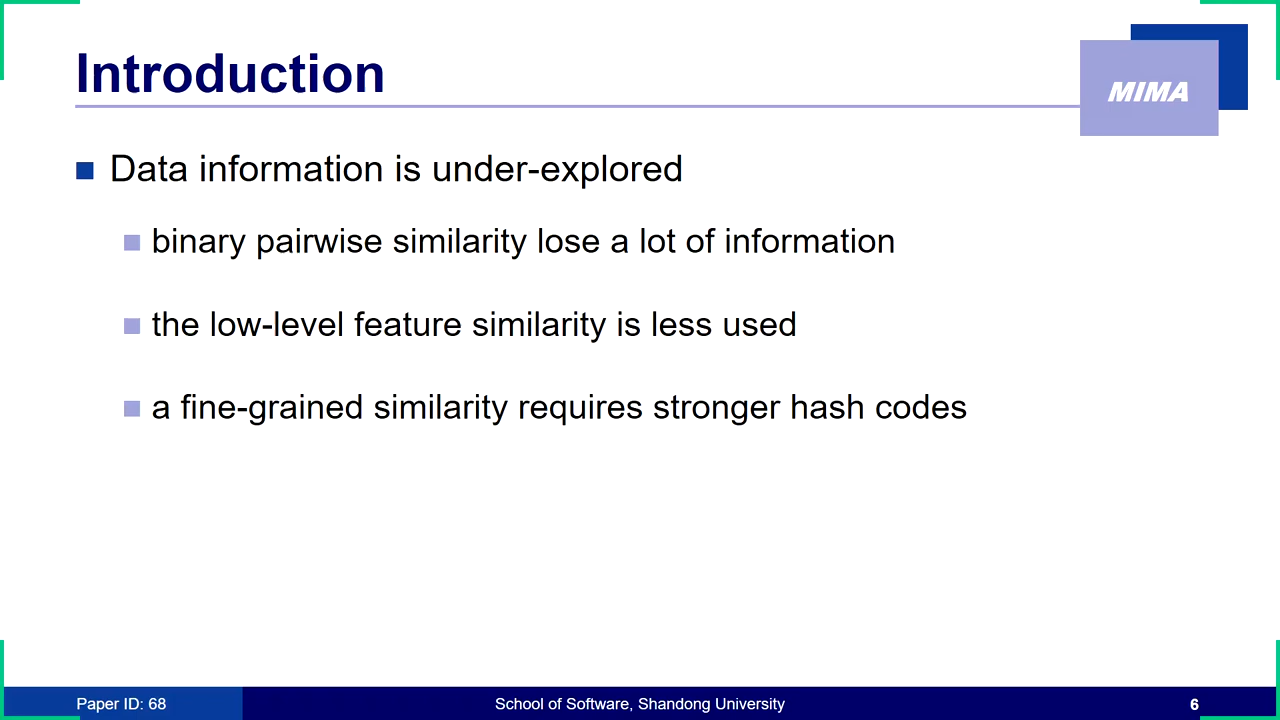 Introduction
MIMA
Data information is under-explored
binary pairwise similarity lose a lot of information
the low-level feature similarity is less used
a fine-grained similarity requires stronger hash codes
Paper ID: 68
School of Software, Shandong University
6